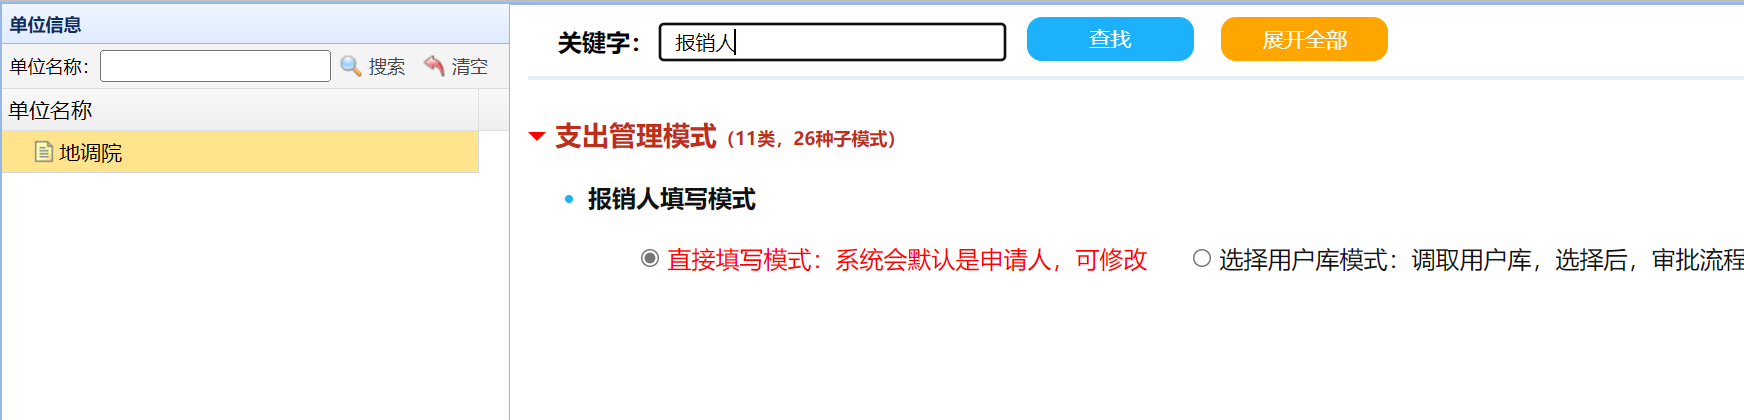 单位信息
单位名称：
搜索
清空
单位名称
地调院
关键字：
报销人
查找
展开全部
支出管理模式（11类，26种子模式）
报销人填写模式
直接填写模式：系统会默认是申请人，可修改
选择用户库模式：调取用户库，选择后，审批流程